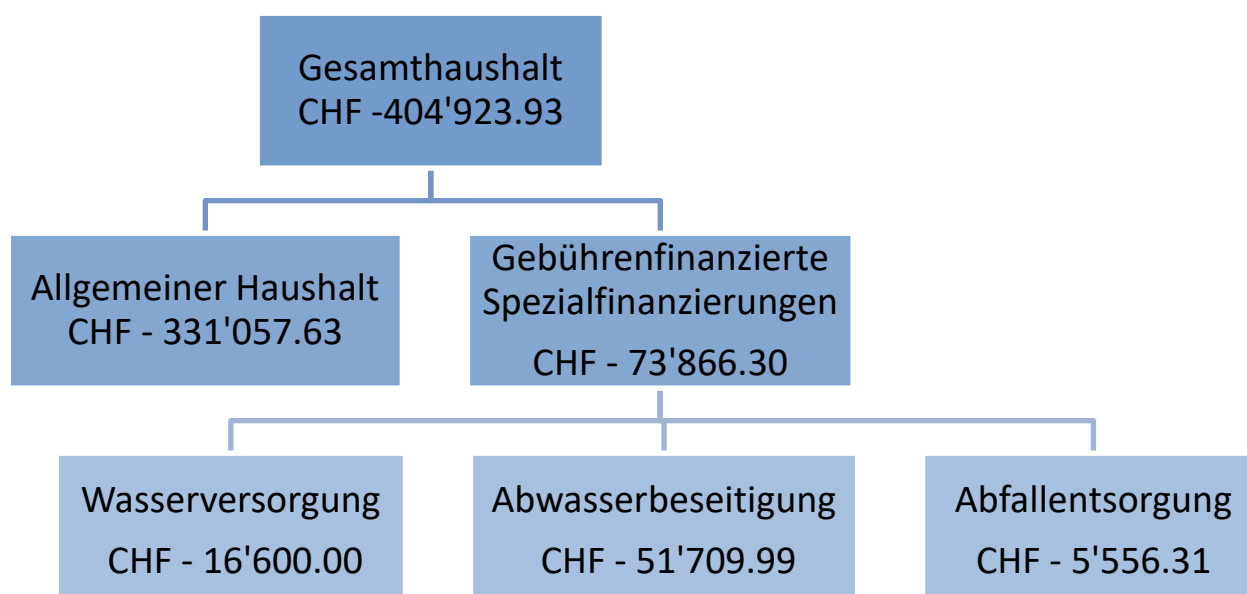 Gesamthaushalt
CHF -404'923.93
Allgemeiner Haushalt
CHF - 331'057.63
Gebührenfinanzierte
Spezialfinanzierungen
CHF - 73'866.30
Wasserversorgung
CHF - 16'600.00
Abwasserbeseitigung
CHF - 51'709.99
Abfallentsorgung
CHF - 5'556.31